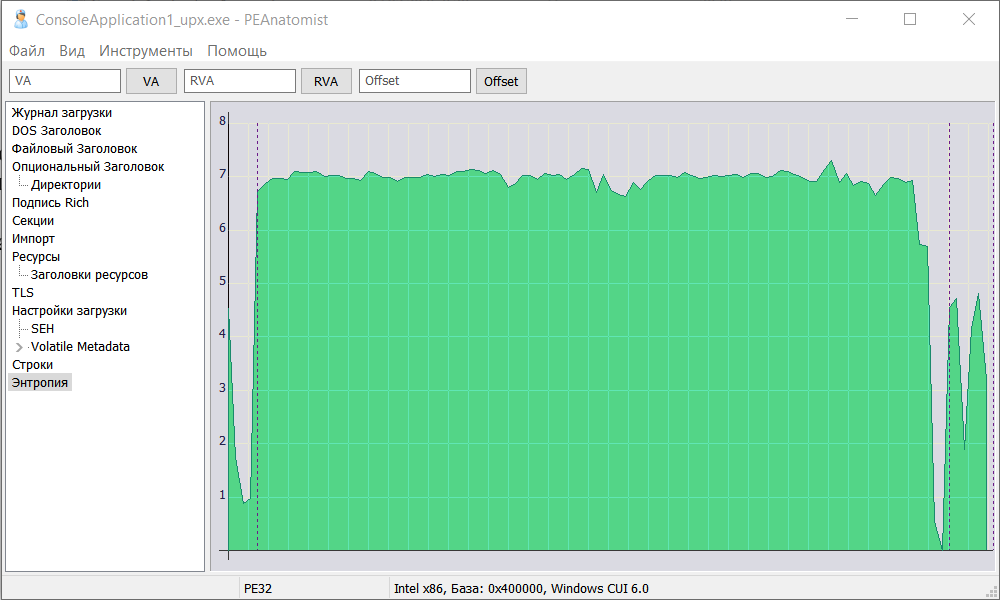 ConsoleApplication1_upx.exe - PEAnatomist
Файл Вид Инструменты Помощь
VA VA RVA RVA Offset Offset
Журнал загрузки
DOS Заголовок
Файловый Заголовок
Опциональный Заголовок
Директории
Подпись Rich
Секции
Импорт
Ресурсы
Заголовки ресурсов
TLS
Настройки загрузки
SEH
Volatile Metadata
Строки
Энтропия
8
7
6
5
4
3
2
1
PE32 Intel x86, База: 0x400000, Windows CUI 6.0